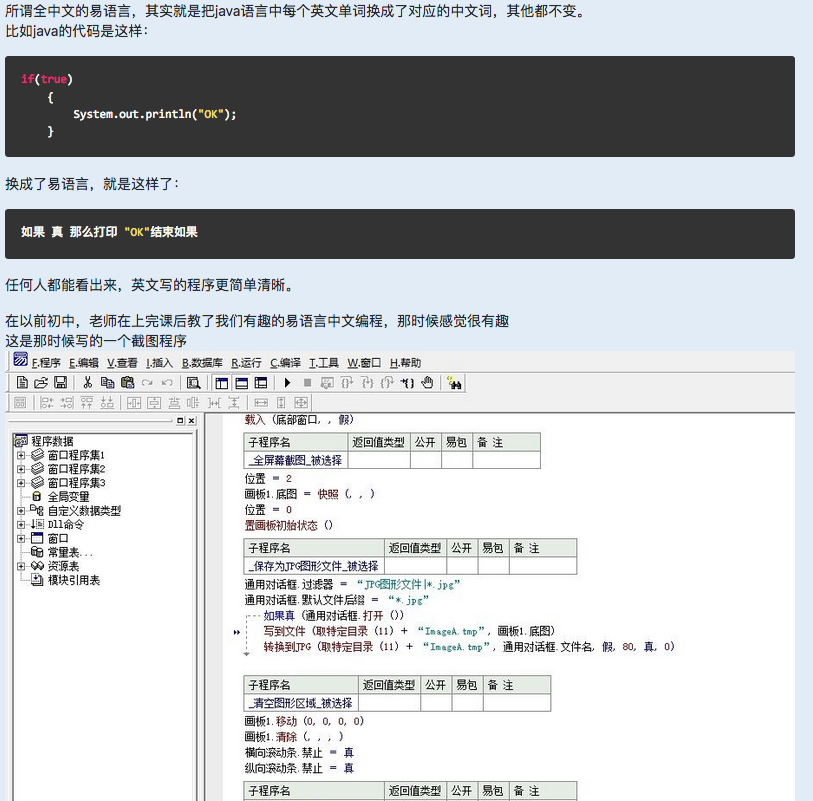 所谓全中文的易语言，其实就是把java语言中每个英文单词换成了对应的中文词，其他都不变。
比如java的代码是这样：
if(true)
{
System.out.println("OK");
}
换成了易语言，就是这样了：
如果 真 那么打印 "OK"结束如果
任何人都能看出来，英文写的程序更简单清晰。
在以前初中，老师在上完课后教了我们有趣的易语言中文编程，那时候感觉很有趣
这是那时候写的一个截图程序
F.程序 E.编辑 V.查看 I.插入 B.数据库 R.运行 C.编译 T.工具 W.窗口 H.帮助
程序数据
窗口程序集1
窗口程序集2
窗口程序集3
全局变量
自定义数据类型
Dll命令
窗口
常量表...
资源表
模块引用表
载入 (底部窗口, , 假)
子程序名 返回值类型 公开 易包 备 注
_全屏幕截图_被选择
位置 = 2
画板1.底图 = 快照 (, , )
位置 = 0
置画板初始状态 ()
子程序名 返回值类型 公开 易包 备 注
_保存为JPG图形文件_被选择
通用对话框.过滤器 = “JPG图形文件|*.jpg”
通用对话框.默认文件后缀 = “*.jpg”
如果真 (通用对话框.打开 ())
写到文件 (取特定目录 (11) + “ImageA.tmp”, 画板1.底图)
转换到JPG (取特定目录 (11) + “ImageA.tmp”, 通用对话框.文件名, 假, 80, 真, 0)
子程序名 返回值类型 公开 易包 备 注
_清空图形区域_被选择
画板1.移动 (0, 0, 0, 0)
画板1.清除 (, , , )
横向滚动条.禁止 = 真
纵向滚动条.禁止 = 真
子程序名 返回值类型 公开 易包 备 注